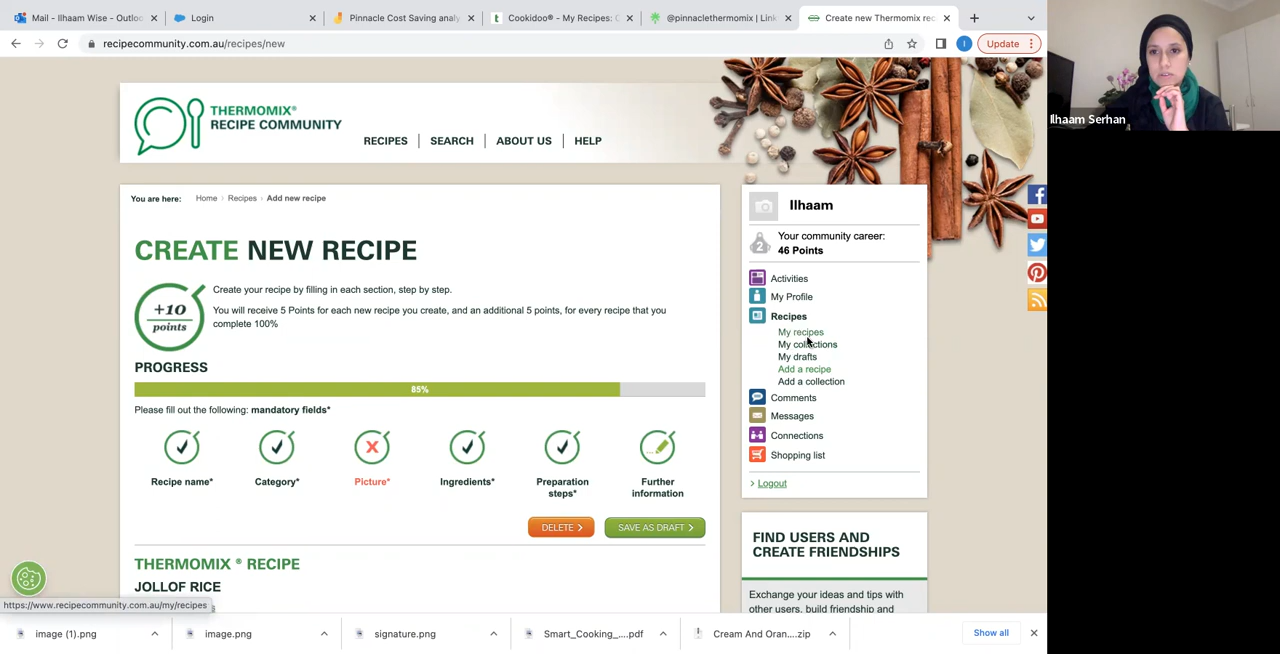 Mail - Ilhaam Wise - Outloo
Login
Pinnacle Cost Saving analy
Cookidoo® - My Recipes: C
@pinnaclethermomix | Link
Create new Thermomix rec
recipecommunity.com.au/recipes/new
I
Update
Ilhaam Serhan
THERMOMIX®
RECIPE COMMUNITY
RECIPES
SEARCH
ABOUT US
HELP
You are here: Home › Recipes › Add new recipe
CREATE NEW RECIPE
+10
points
Create your recipe by filling in each section, step by step.
You will receive 5 Points for each new recipe you create, and an additional 5 points, for every recipe that you
complete 100%
PROGRESS
85%
Please fill out the following: mandatory fields*
Recipe name*
Category*
Picture*
Ingredients*
Preparation
steps*
Further
information
DELETE
SAVE AS DRAFT
THERMOMIX ® RECIPE
JOLLOF RICE
Ilhaam
2
Your community career:
46 Points
Activities
My Profile
Recipes
My recipes
My collections
My drafts
Add a recipe
Add a collection
Comments
Messages
Connections
Shopping list
› Logout
FIND USERS AND
CREATE FRIENDSHIPS
Exchange your ideas and tips with
other users, build friendship and
https://www.recipecommunity.com.au/my/recipes
image (1).png
image.png
signature.png
Smart_Cooking_....pdf
Cream And Oran....zip
Show all